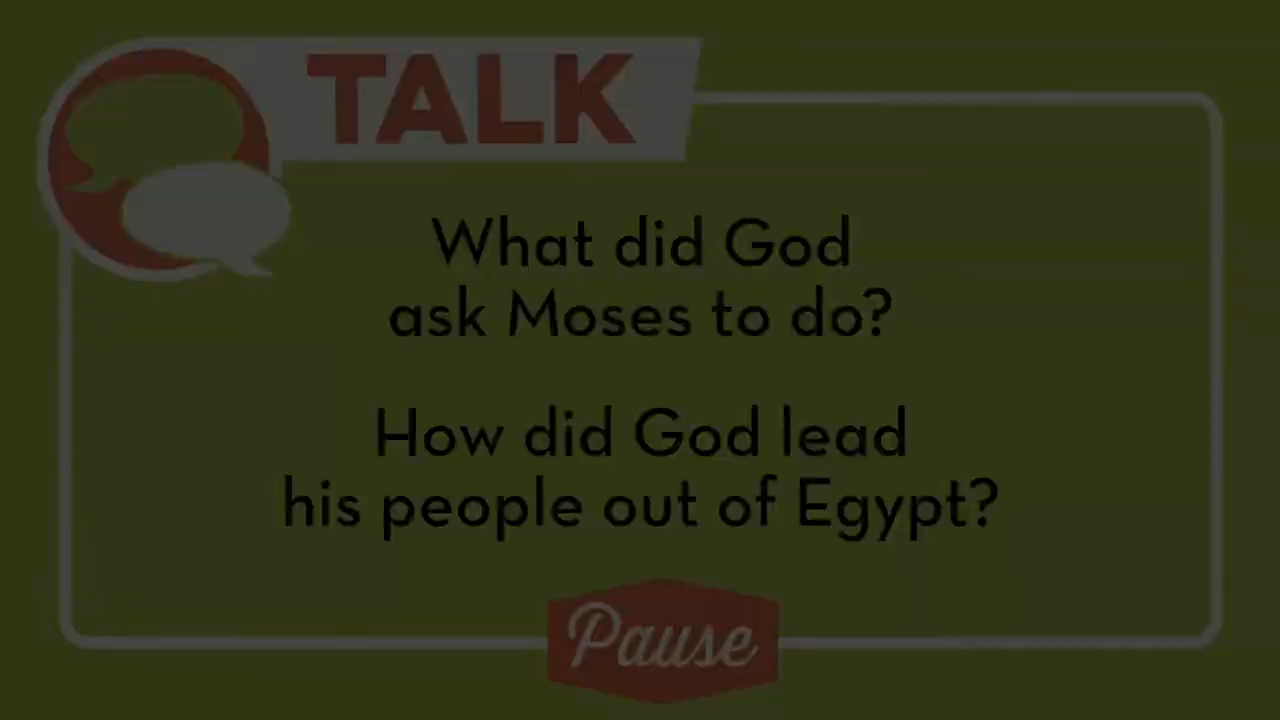 TALK
What did God
ask Moses to do?
How did God lead
his people out of Egypt?
Pause